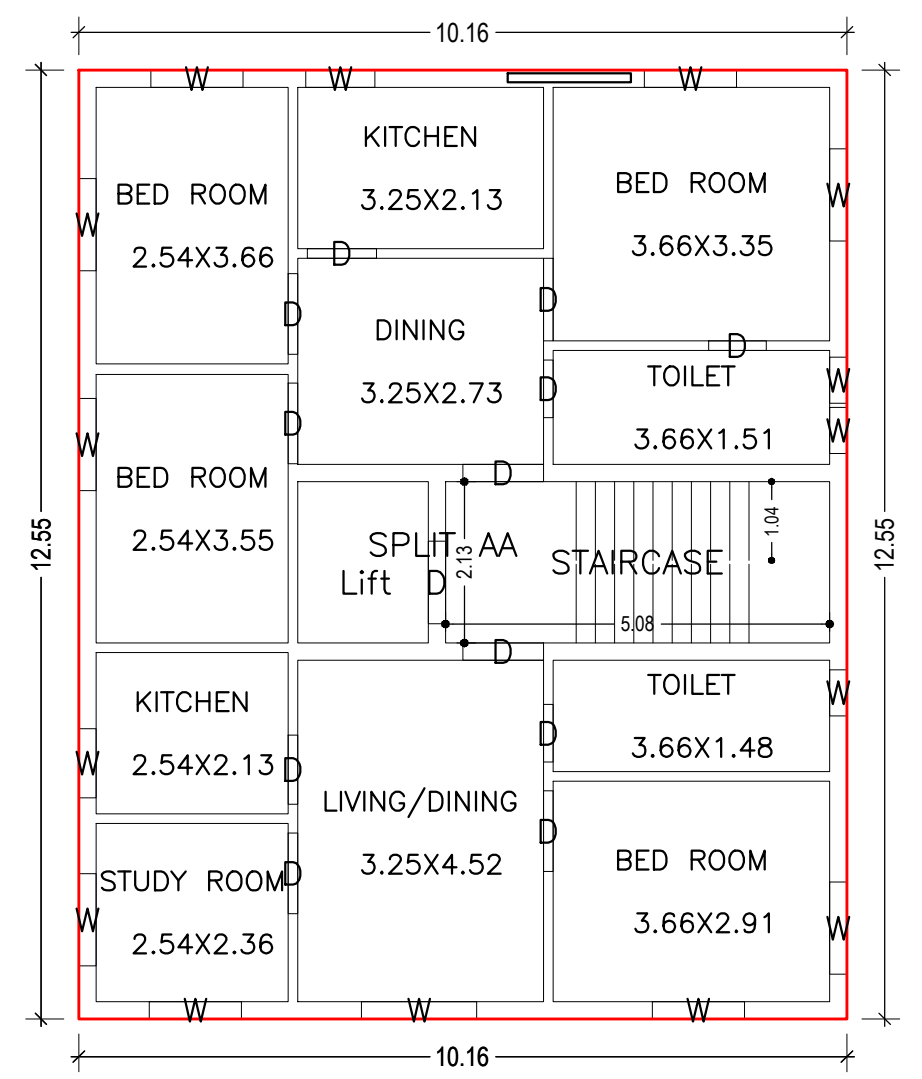 10.16
W
W
W
KITCHEN
3.25X2.13
BED ROOM
2.54X3.66
BED ROOM
3.66X3.35
W
W
D
D
D
DINING
3.25X2.73
D
TOILET
3.66X1.51
W
D
D
W
W
BED ROOM
2.54X3.55
D
SPLIT AA
Lift
D
2.13
STAIRCASE
1.04
5.08
12.55
12.55
D
KITCHEN
2.54X2.13
W
D
TOILET
3.66X1.48
W
D
LIVING/DINING
3.25X4.52
D
BED ROOM
3.66X2.91
W
STUDY ROOM
2.54X2.36
D
W
W
W
W
10.16